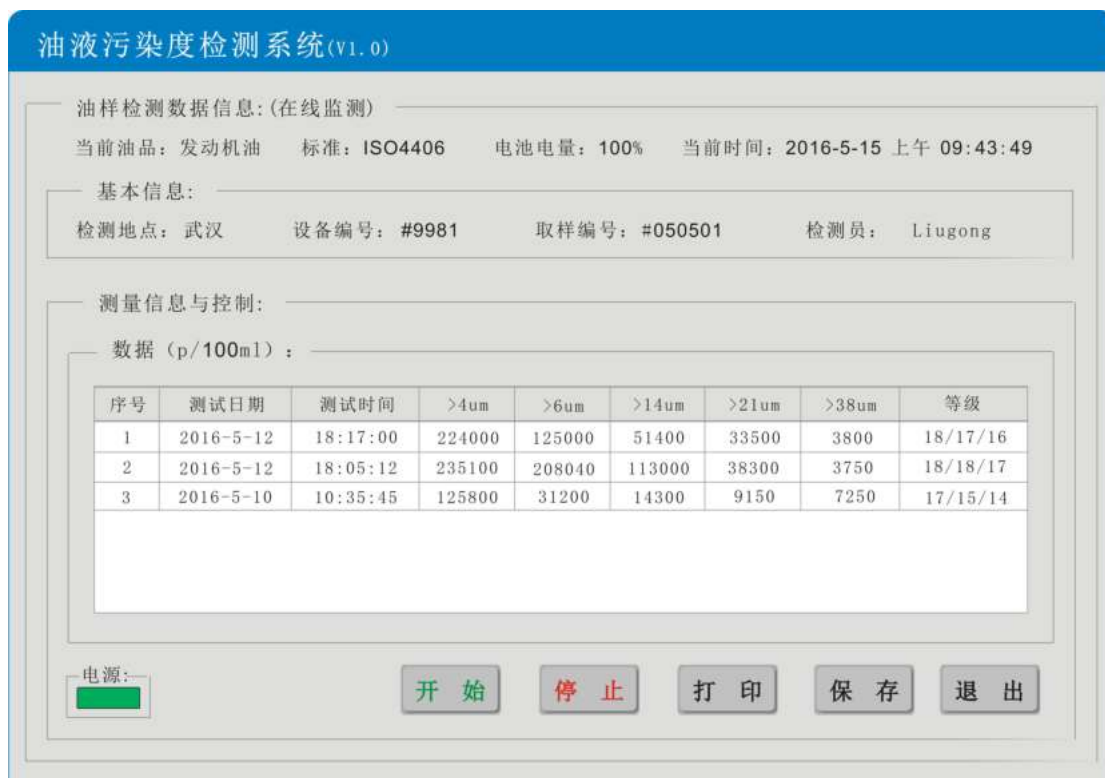 油液污染度检测系统(V1.0)
油样检测数据信息:(在线监测)
当前油品：发动机油 标准：ISO4406 电池电量：100% 当前时间：2016-5-15 上午 09:43:49
基本信息:
检测地点：武汉 设备编号：#9981 取样编号：#050501 检测员： Liugong
测量信息与控制:
数据（p/100ml）：
序号 测试日期 测试时间 >4um >6um >14um >21um >38um 等级
1 2016-5-12 18:17:00 224000 125000 51400 33500 3800 18/17/16
2 2016-5-12 18:05:12 235100 208040 113000 38300 3750 18/18/17
3 2016-5-10 10:35:45 125800 31200 14300 9150 7250 17/15/14
电源:
开 始 停 止 打 印 保 存 退 出